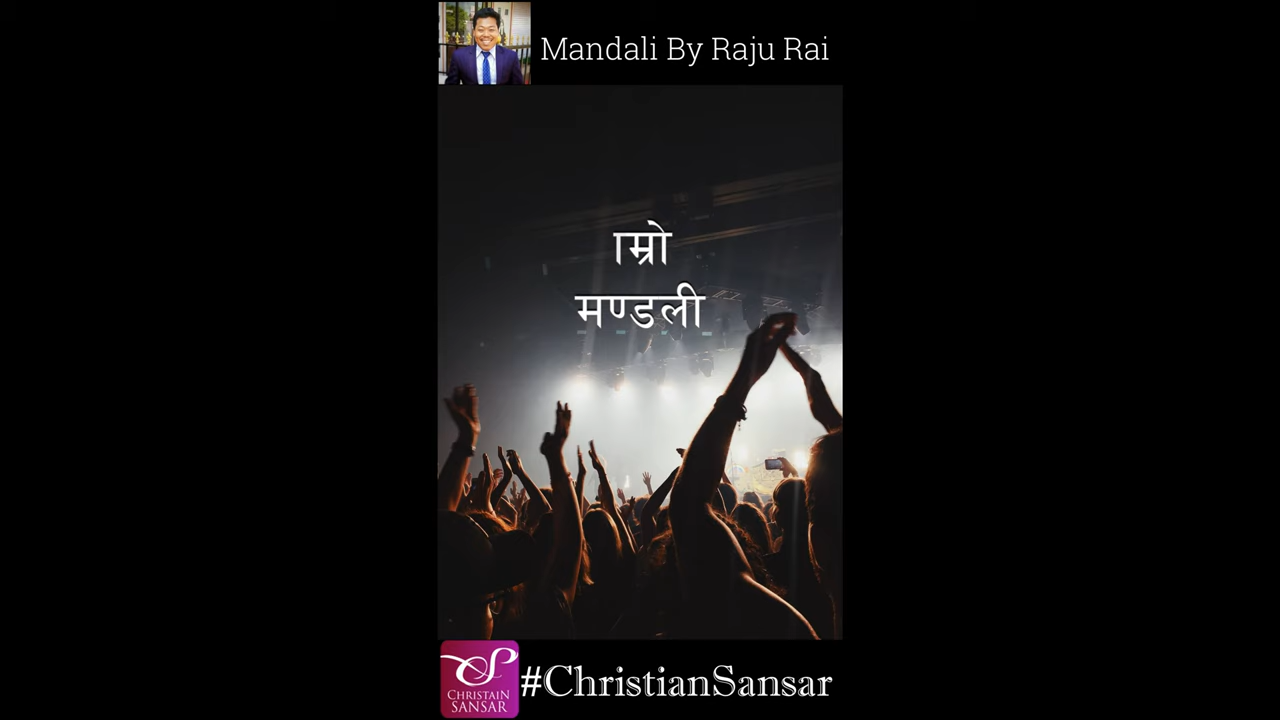 Mandali By Raju Rai
ाम्रो
मण्डली
CHRISTAIN
SANSAR
#ChristianSansar